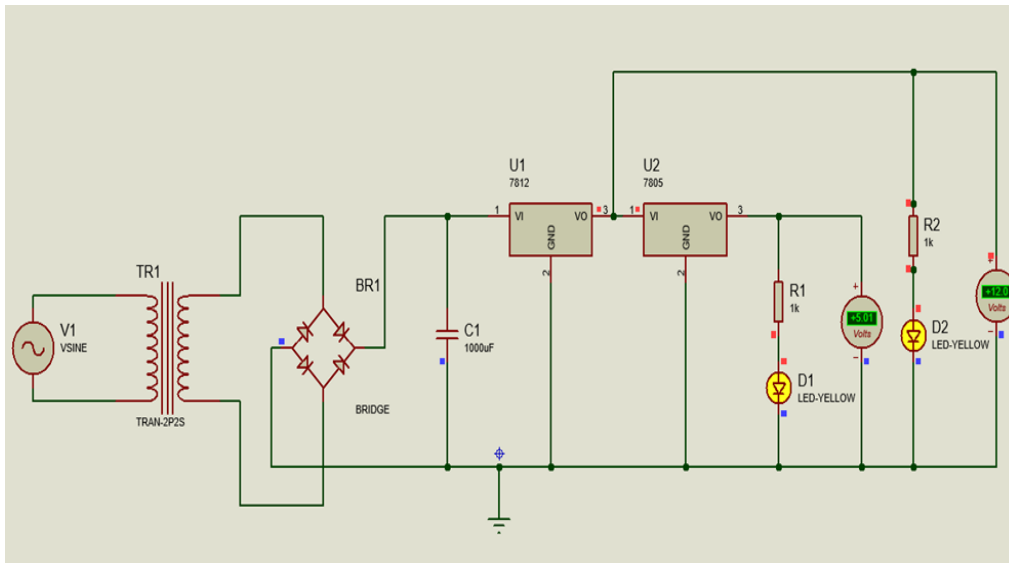 TR1
V1
VSINE
TRAN-2P2S
BR1
BRIDGE
C1
1000uF
U1
7812
1
VI
VO
3
GND
2
U2
7805
1
VI
VO
3
GND
2
R1
1k
D1
LED-YELLOW
+
+5.01
Volts
R2
1k
D2
LED-YELLOW
+
+12.0
Volts